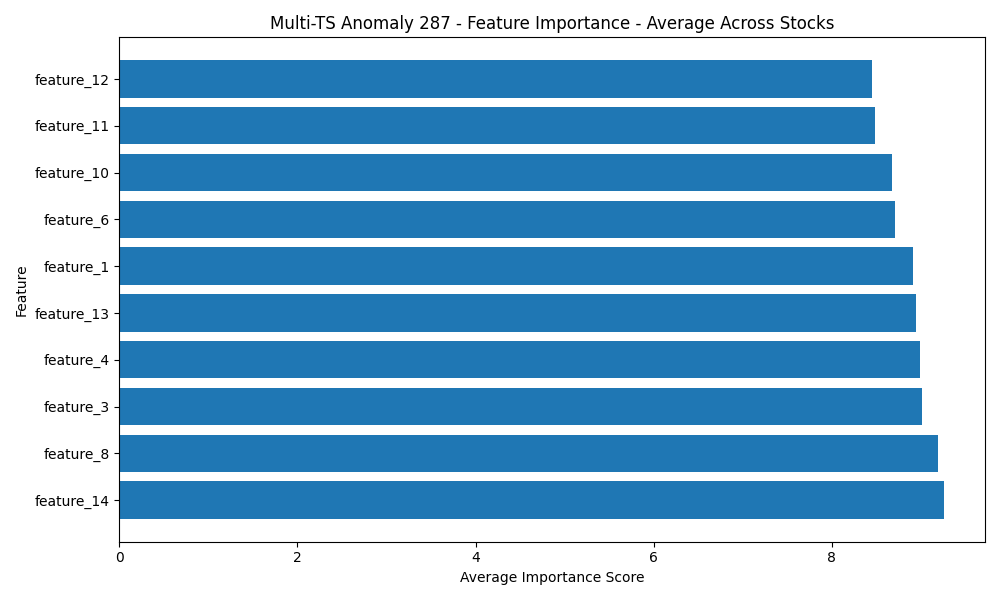 Multi-TS Anomaly 287 - Feature Importance - Average Across Stocks
feature_12
feature_11
feature_10
feature_6
feature_1
feature_13
feature_4
feature_3
feature_8
feature_14
Feature
0 2 4 6 8
Average Importance Score